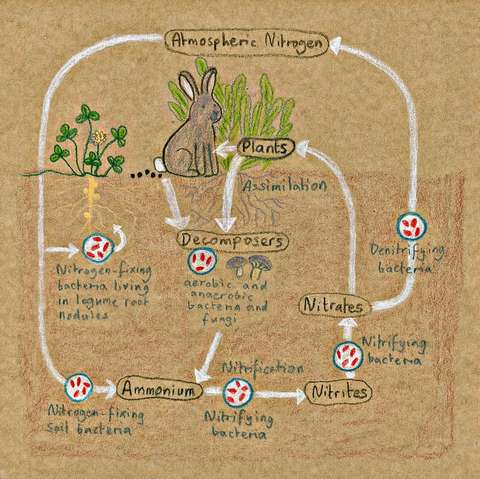 Atmospheric Nitrogen
Plants
Assimilation
Decomposers
aerobic and
anaerobic
bacteria and
fungi
Nitrogen-fixing
bacteria living
in legume root
nodules
Denitrifying
bacteria
Nitrates
Nitrifying
bacteria
Nitrification
Ammonium
Nitrites
Nitrogen-fixing
soil bacteria
Nitrifying
bacteria